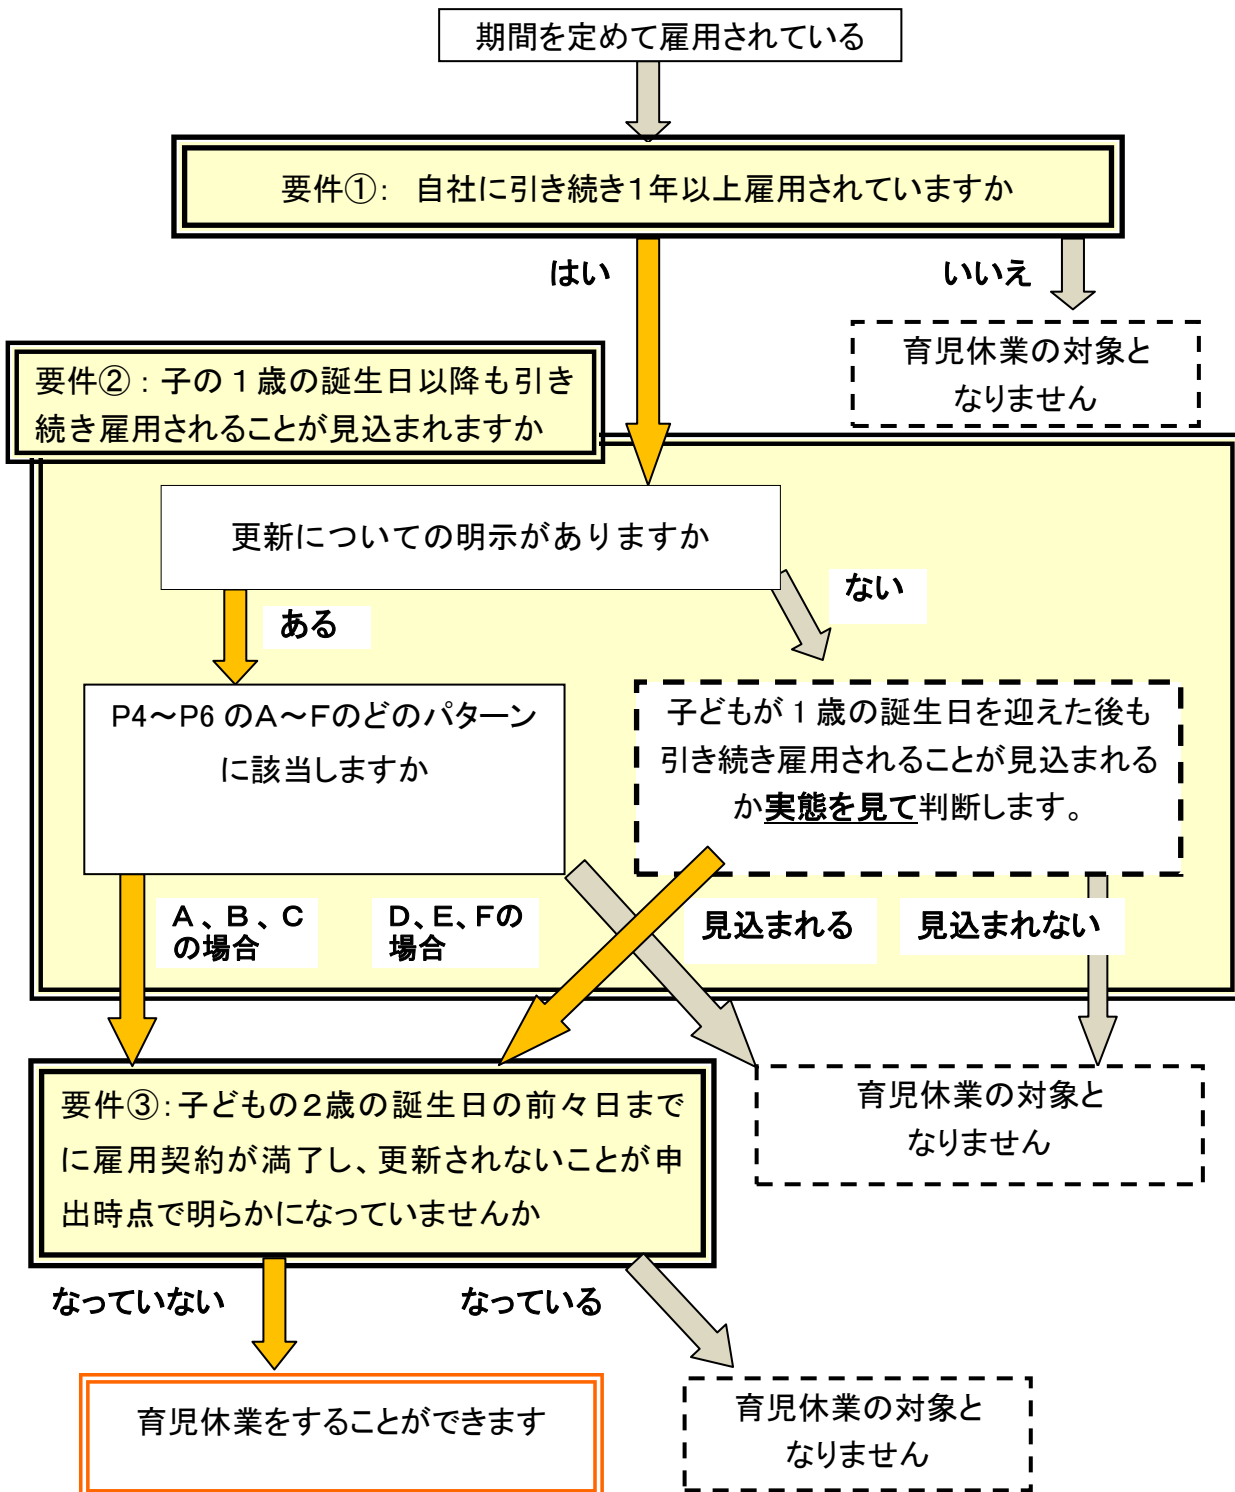 期間を定めて雇用されている
要件①： 自社に引き続き１年以上雇用されていますか
はい
いいえ
育児休業の対象と
なりません
要件②：子の１歳の誕生日以降も引き
続き雇用されることが見込まれますか
更新についての明示がありますか
ない
ある
P4～P6 のＡ～Ｆのどのパターン
に該当しますか
子どもが１歳の誕生日を迎えた後も
引き続き雇用されることが見込まれる
か実態を見て判断します。
Ａ、Ｂ、Ｃ
の場合
Ｄ、Ｅ、Ｆの
場合
見込まれる
見込まれない
要件③：子どもの２歳の誕生日の前々日まで
に雇用契約が満了し、更新されないことが申
出時点で明らかになっていませんか
育児休業の対象と
なりません
なっていない
なっている
育児休業をすることができます
育児休業の対象と
なりません